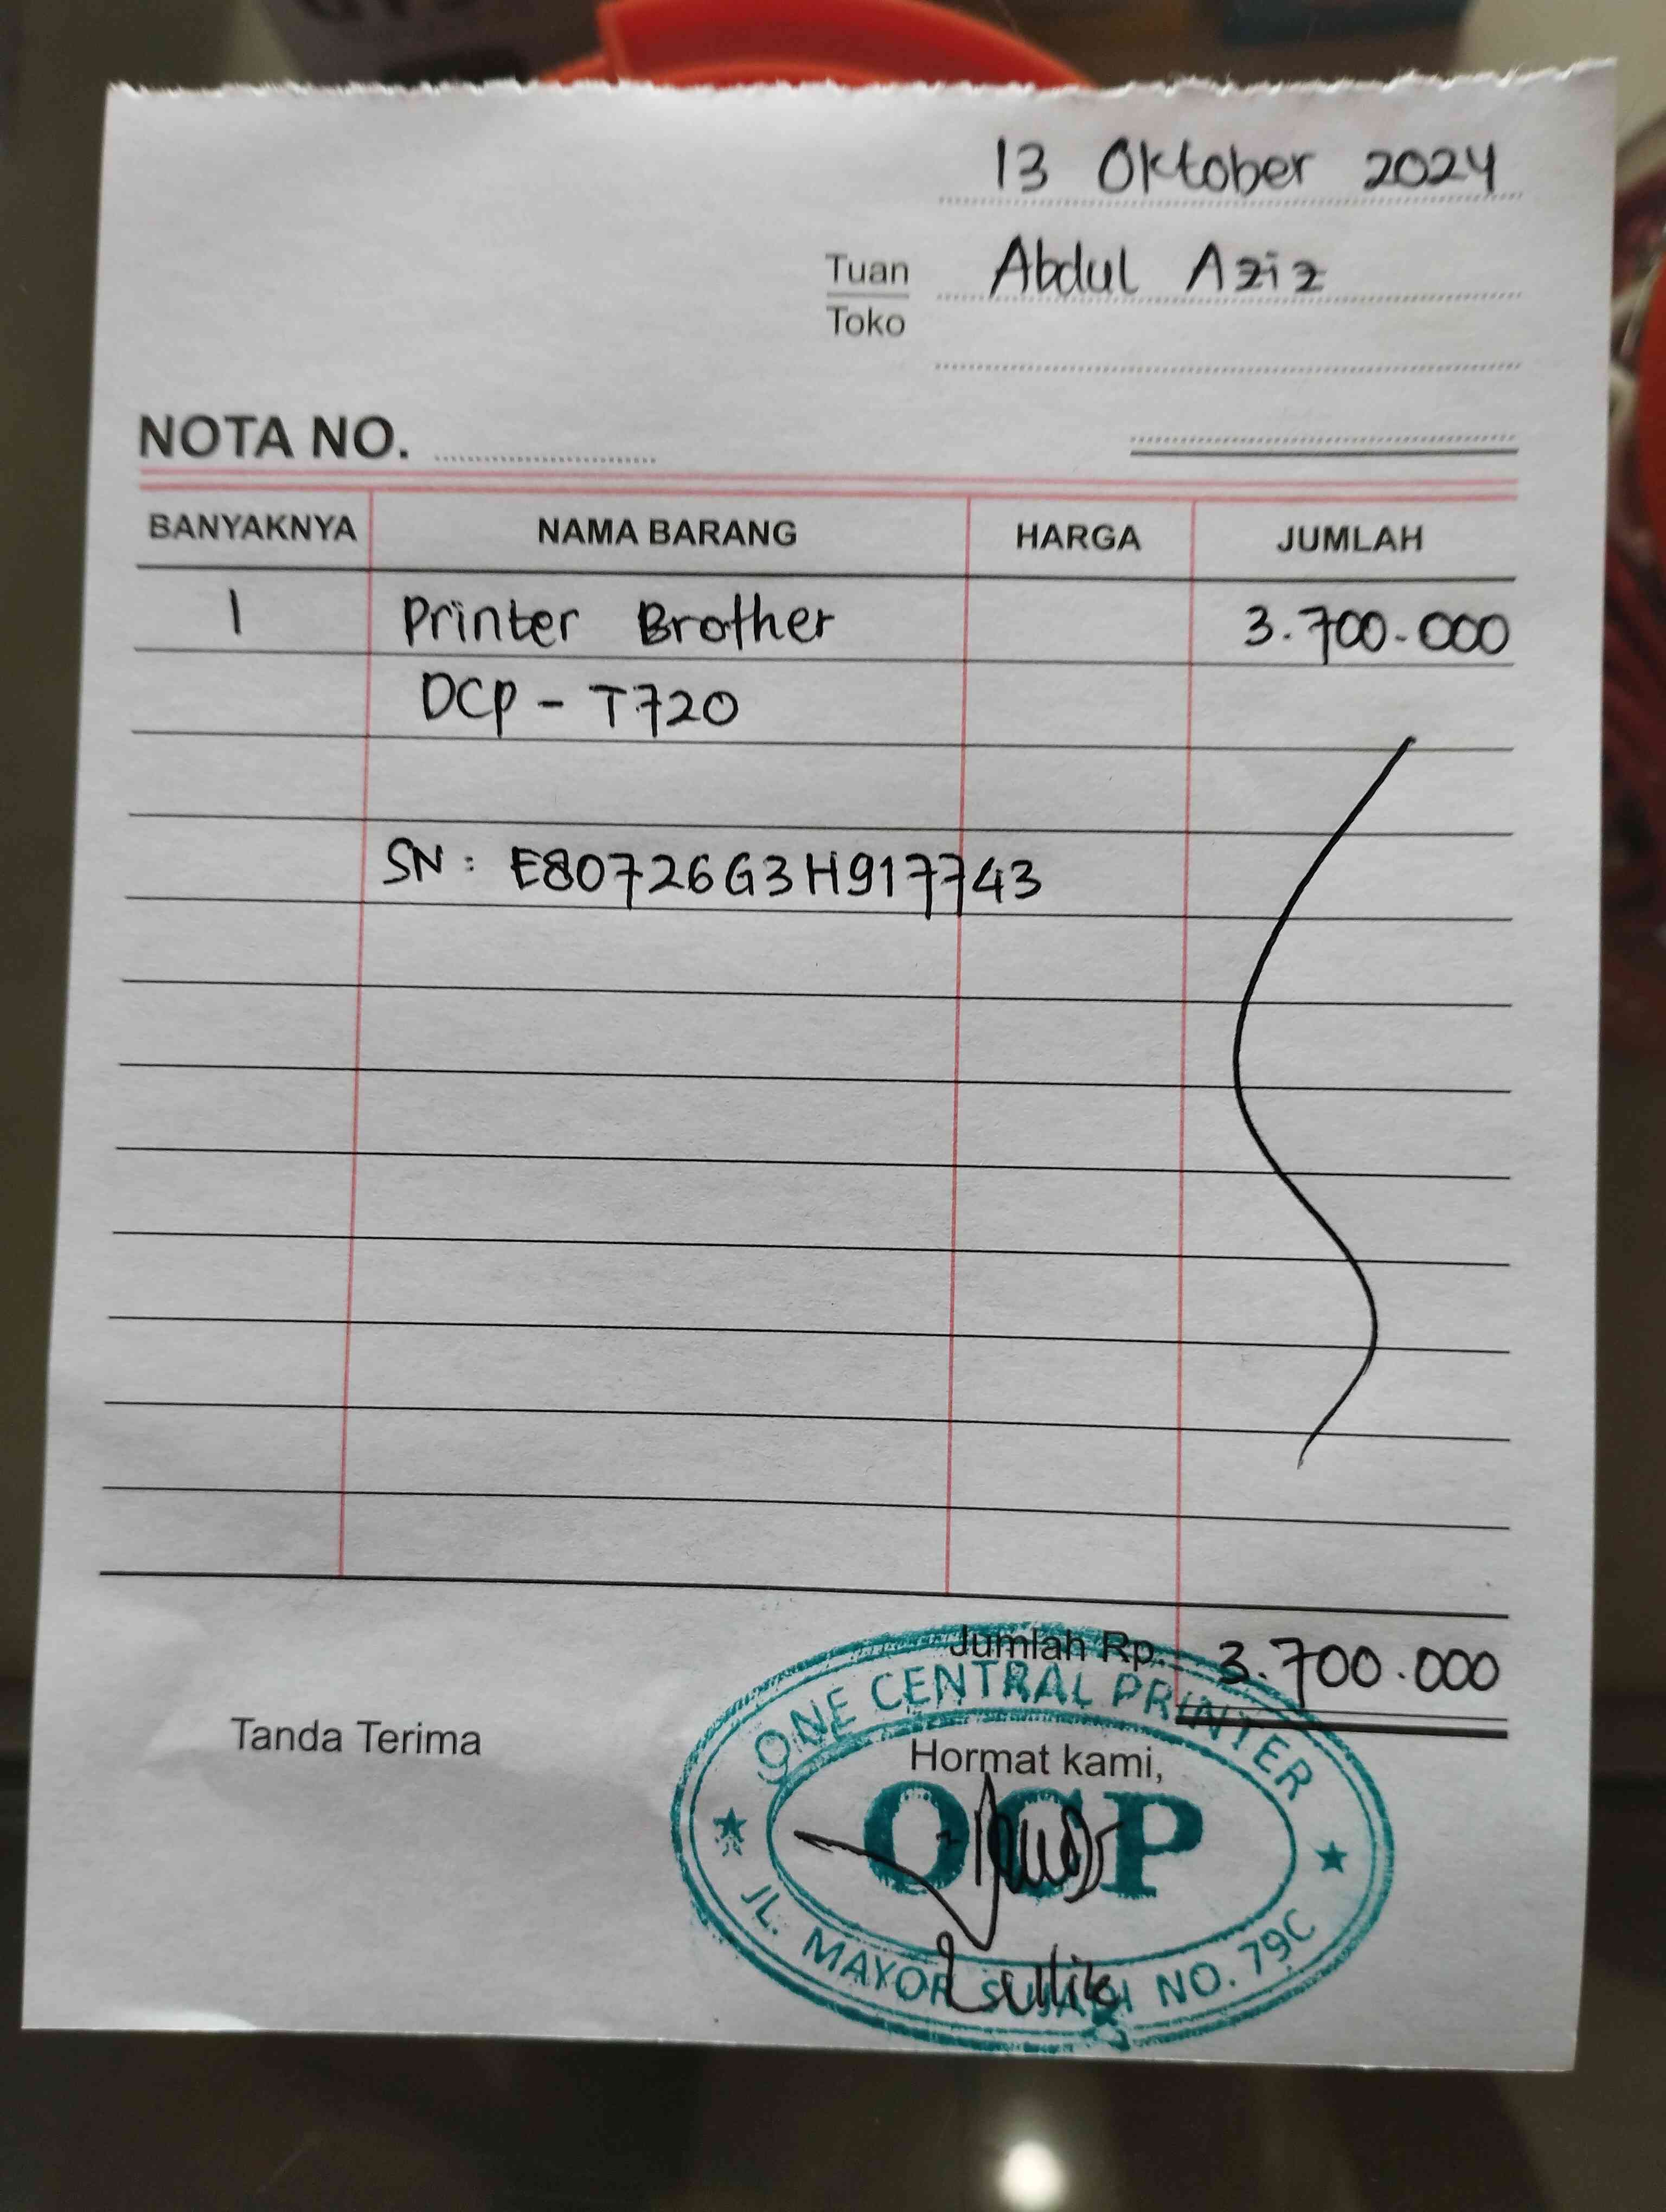 13 Oktober 2024
Tuan Abdul Aziz
Toko
NOTA NO.
BANYAKNYA NAMA BARANG HARGA JUMLAH
1 Printer Brother 3.700.000
DCP - T720
SN : E80726G3H917743
Jumlah Rp. 3.700.000
Tanda Terima
Hormat kami,
ONE CENTRAL PRINTER
OCP
JL. MAYOR NO. 79C